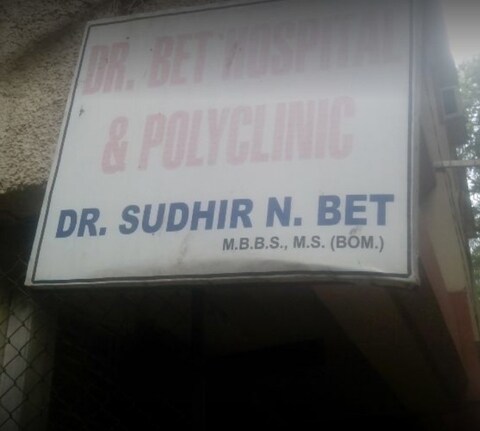 DR. BET HOSPITAL
& POLYCLINIC
DR. SUDHIR N. BET
M.B.B.S., M.S. (BOM.)